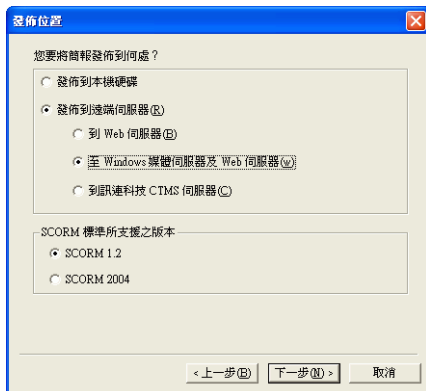 發佈位置
您要將簡報發佈到何處？
發佈到本機硬碟
發佈到遠端伺服器(R)
到 Web 伺服器(B)
至 Windows 媒體伺服器及 Web 伺服器(W)
到訊連科技 CTMS 伺服器(C)
SCORM 標準所支援之版本
SCORM 1.2
SCORM 2004
<上一步(B) 下一步(N)> 取消